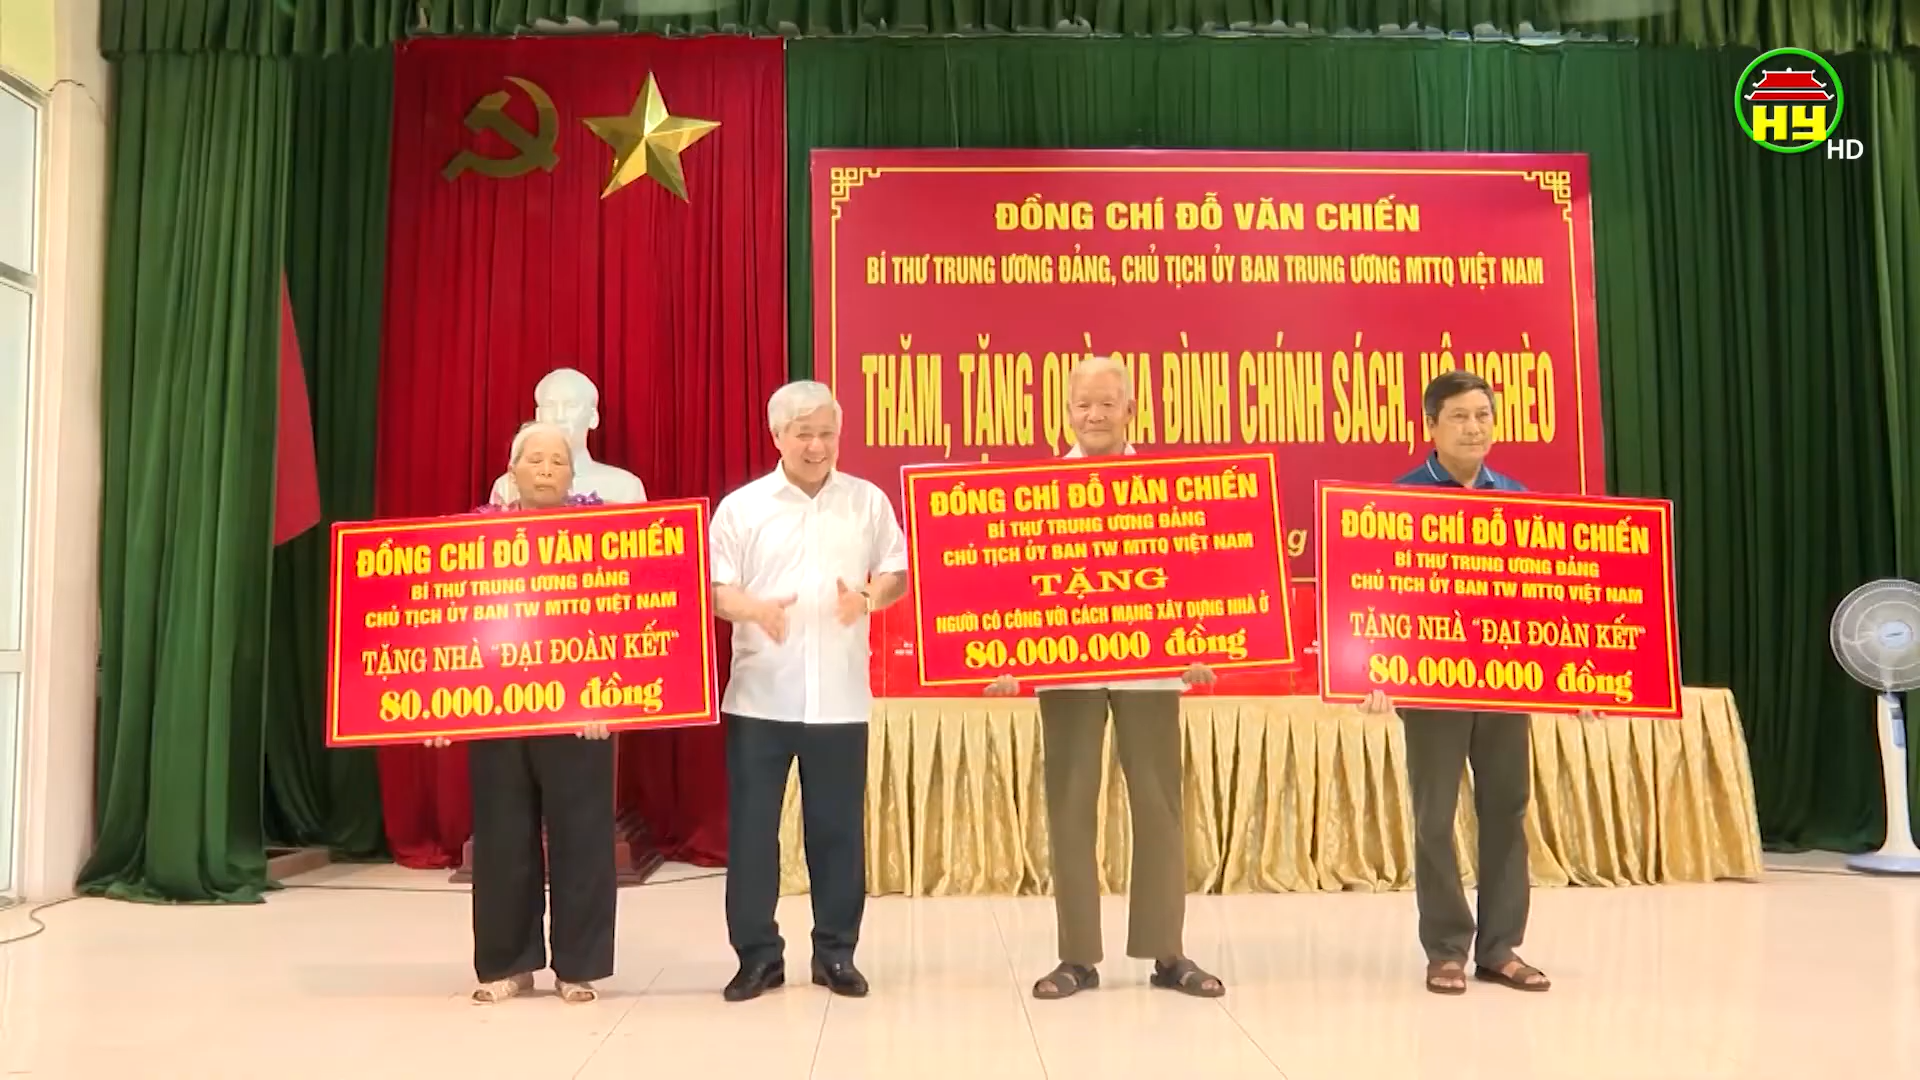 HY
HD
ĐỒNG CHÍ ĐỖ VĂN CHIẾN
BÍ THƯ TRUNG ƯƠNG ĐẢNG, CHỦ TỊCH ỦY BAN TRUNG ƯƠNG MTTQ VIỆT NAM
THĂM, TẶNG QUÀ GIA ĐÌNH CHÍNH SÁCH, HỘ NGHÈO
ĐỒNG CHÍ ĐỖ VĂN CHIẾN
BÍ THƯ TRUNG ƯƠNG ĐẢNG
CHỦ TỊCH ỦY BAN TW MTTQ VIỆT NAM
TẶNG NHÀ "ĐẠI ĐOÀN KẾT"
80.000.000 đồng
ĐỒNG CHÍ ĐỖ VĂN CHIẾN
BÍ THƯ TRUNG ƯƠNG ĐẢNG
CHỦ TỊCH ỦY BAN TW MTTQ VIỆT NAM
TẶNG
NGƯỜI CÓ CÔNG VỚI CÁCH MẠNG XÂY DỰNG NHÀ Ở
80.000.000 đồng
ĐỒNG CHÍ ĐỖ VĂN CHIẾN
BÍ THƯ TRUNG ƯƠNG ĐẢNG
CHỦ TỊCH ỦY BAN TW MTTQ VIỆT NAM
TẶNG NHÀ "ĐẠI ĐOÀN KẾT"
80.000.000 đồng